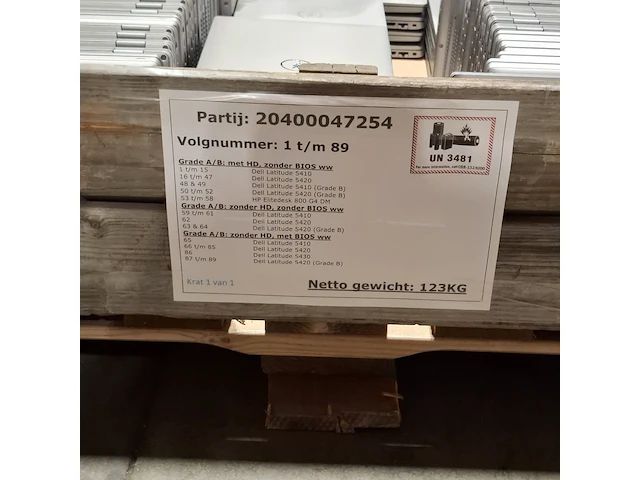 Partij: 20400047254
Volgnummer: 1 t/m 89
UN 3481
Grade A/B: met HD, zonder BIOS ww
1 t/m 15 Dell Latitude 5410
16 t/m 47 Dell Latitude 5420
48 & 49 Dell Latitude 5410 (Grade B)
50 t/m 52 Dell Latitude 5420 (Grade B)
53 t/m 58 HP Elitedesk 800 G4 DM
Grade A/B: zonder HD, zonder BIOS ww
59 t/m 61 Dell Latitude 5410
62 Dell Latitude 5420
63 & 64 Dell Latitude 5420 (Grade B)
Grade A/B: zonder HD, met BIOS ww
65 Dell Latitude 5410
66 t/m 85 Dell Latitude 5420
86 Dell Latitude 5430
87 t/m 89 Dell Latitude 5420 (Grade B)
Krat 1 van 1
Netto gewicht: 123KG